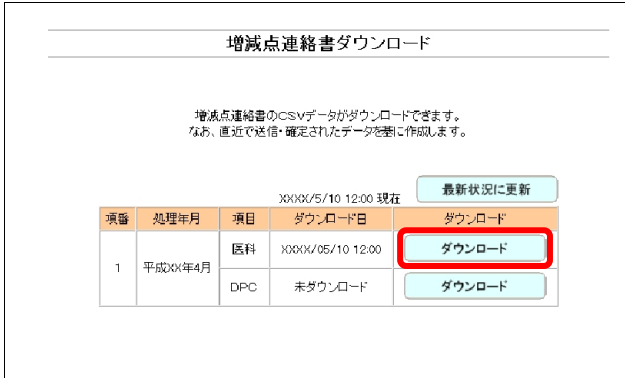 増減点連絡書ダウンロード
増減点連絡書のCSVデータがダウンロードできます。
なお、直近で送信・確定されたデータを基に作成します。
XXXX/5/10 12:00 現在
最新状況に更新
項番 処理年月 項目 ダウンロード日 ダウンロード
1 平成XX年4月 医科 XXXX/05/10 12:00 ダウンロード
DPC 未ダウンロード ダウンロード